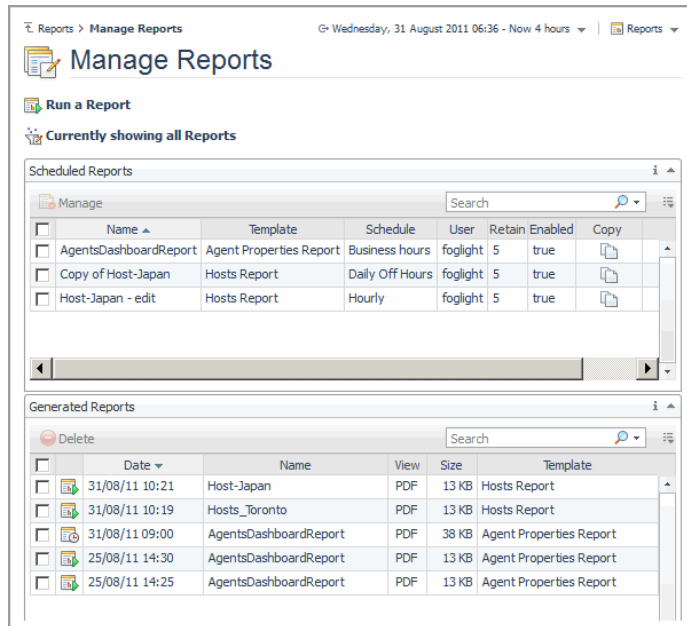 Reports > Manage Reports Wednesday, 31 August 2011 06:36 - Now 4 hours | Reports
Manage Reports
Run a Report
Currently showing all Reports
Scheduled Reports
Manage Search
Name Template Schedule User Retain Enabled Copy
AgentsDashboardReport Agent Properties Report Business hours foglight 5 true
Copy of Host-Japan Hosts Report Daily Off Hours foglight 5 true
Host-Japan - edit Hosts Report Hourly foglight 5 true
Generated Reports
Delete Search
Date Name View Size Template
31/08/11 10:21 Host-Japan PDF 13 KB Hosts Report
31/08/11 10:19 Hosts_Toronto PDF 13 KB Hosts Report
31/08/11 09:00 AgentsDashboardReport PDF 38 KB Agent Properties Report
25/08/11 14:30 AgentsDashboardReport PDF 13 KB Agent Properties Report
25/08/11 14:25 AgentsDashboardReport PDF 13 KB Agent Properties Report